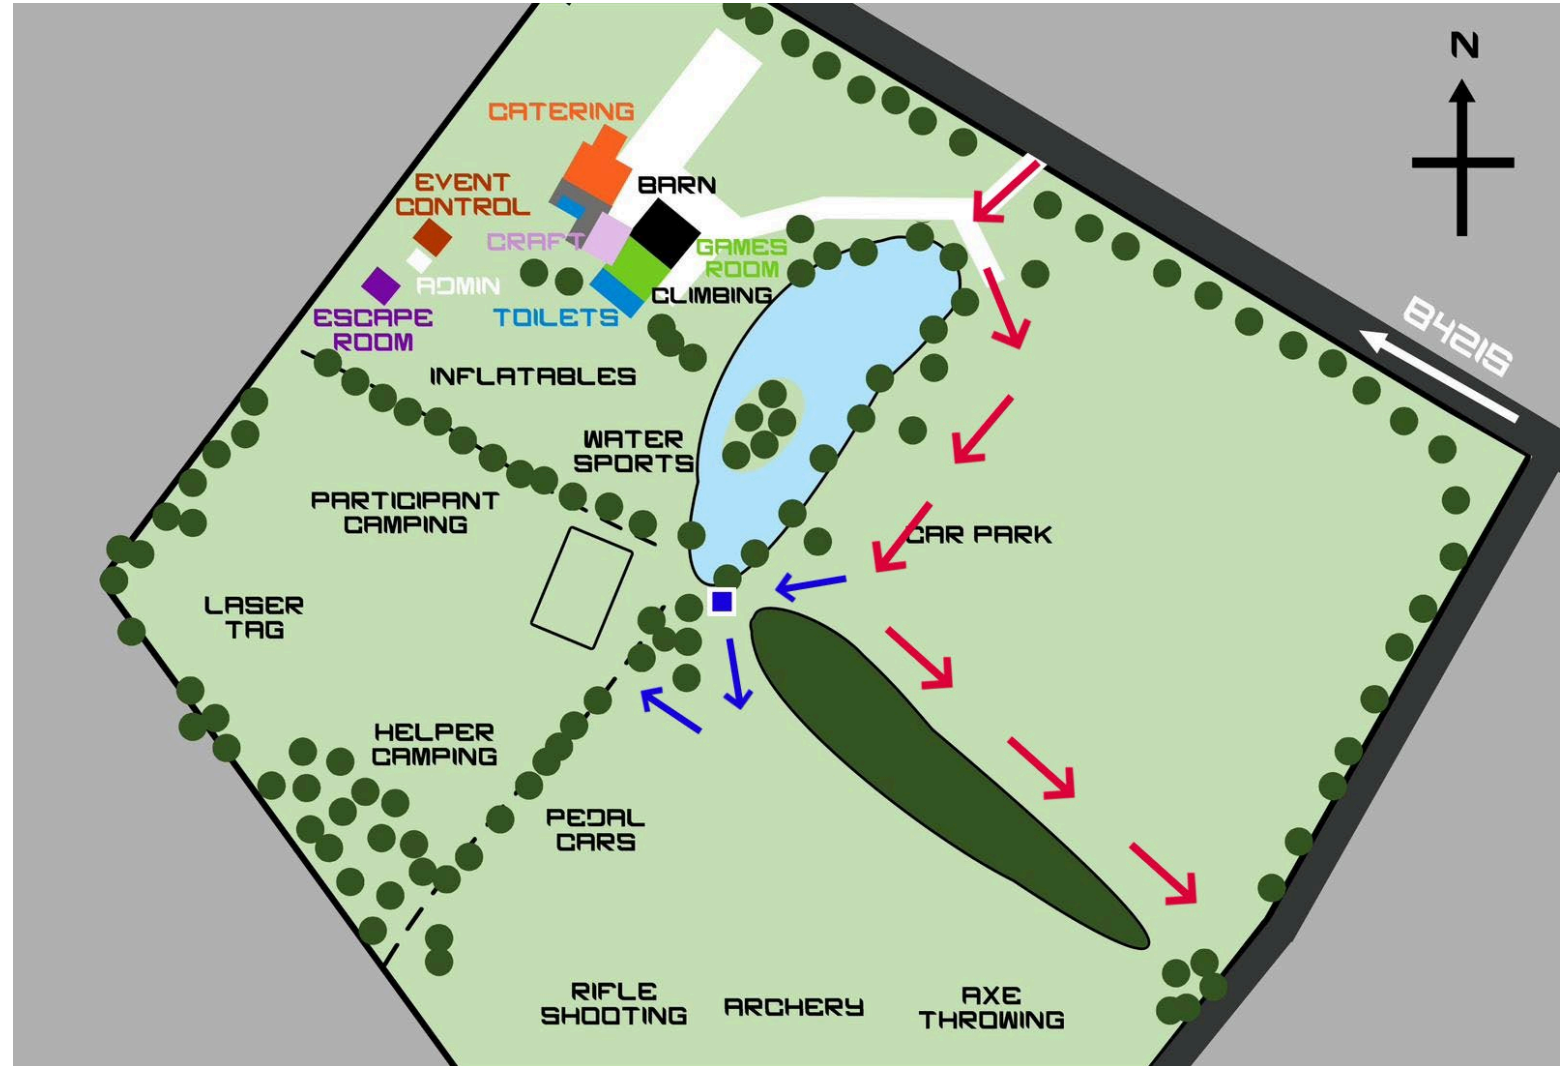 N
CATERING
EVENT
CONTROL
BARN
CRAFT
GAMES
ROOM
ADMIN
CLIMBING
ESCAPE
ROOM
TOILETS
B4215
INFLATABLES
WATER
SPORTS
PARTICIPANT
CAMPING
CAR PARK
LASER
TAG
HELPER
CAMPING
PEDAL
CARS
RIFLE
SHOOTING
ARCHERY
AXE
THROWING